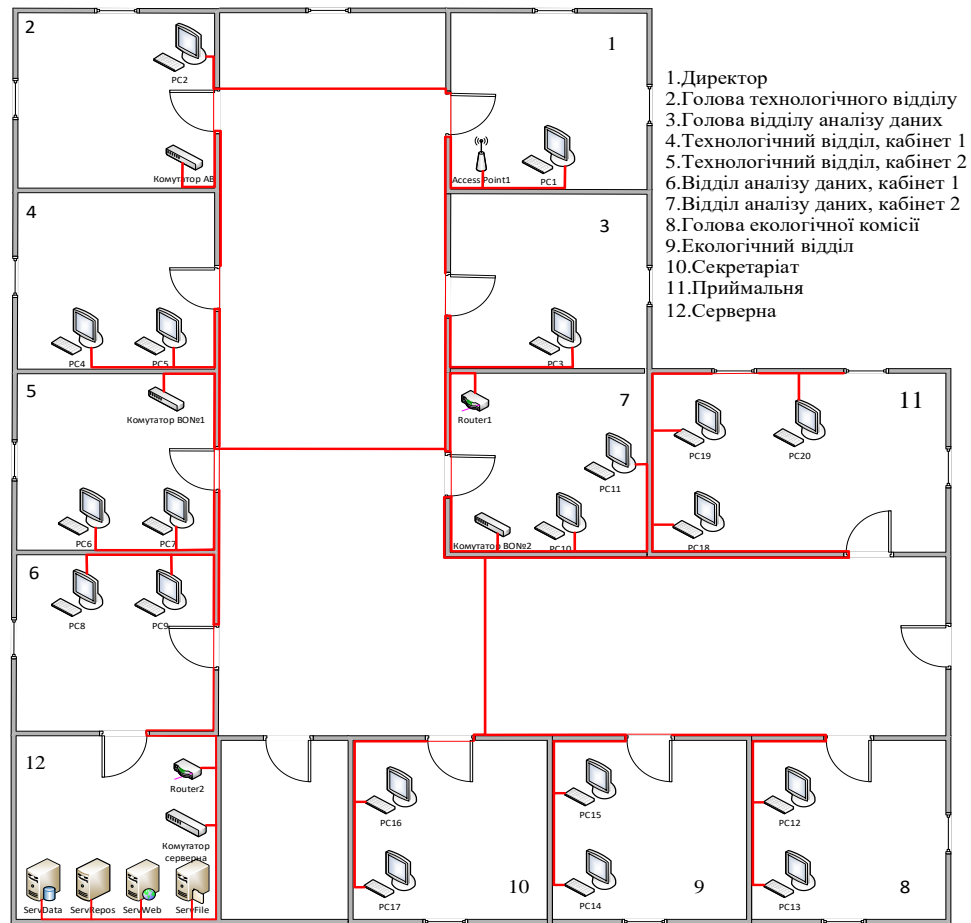 2
PC2
Комутатор АВ
1
Access Point1
PC1
1.Директор
2.Голова технологічного відділу
3.Голова відділу аналізу даних
4.Технологічний відділ, кабінет 1
5.Технологічний відділ, кабінет 2
6.Відділ аналізу даних, кабінет 1
7.Відділ аналізу даних, кабінет 2
8.Голова екологічної комісії
9.Екологічний відділ
10.Секретаріат
11.Приймальня
12.Серверна
4
PC4
PC5
3
PC3
5
Комутатор ВО№1
PC6
PC7
Router1
7
PC11
Комутатор ВО№2
PC10
11
PC19
PC20
PC18
6
PC8
PC9
12
Router2
Комутатор
серверна
ServData
ServRepos
ServWeb
ServFile
PC16
PC17
10
PC15
PC14
9
PC12
PC13
8